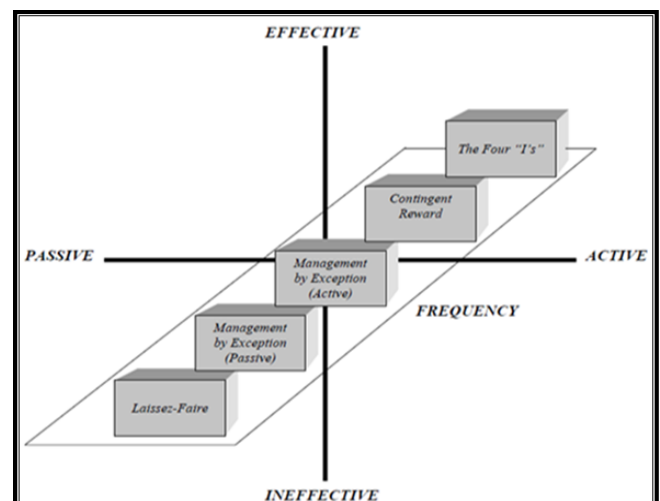 EFFECTIVE
The Four "I's"
Contingent
Reward
PASSIVE
ACTIVE
Management
by Exception
(Active)
FREQUENCY
Management
by Exception
(Passive)
Laissez-Faire
INEFFECTIVE